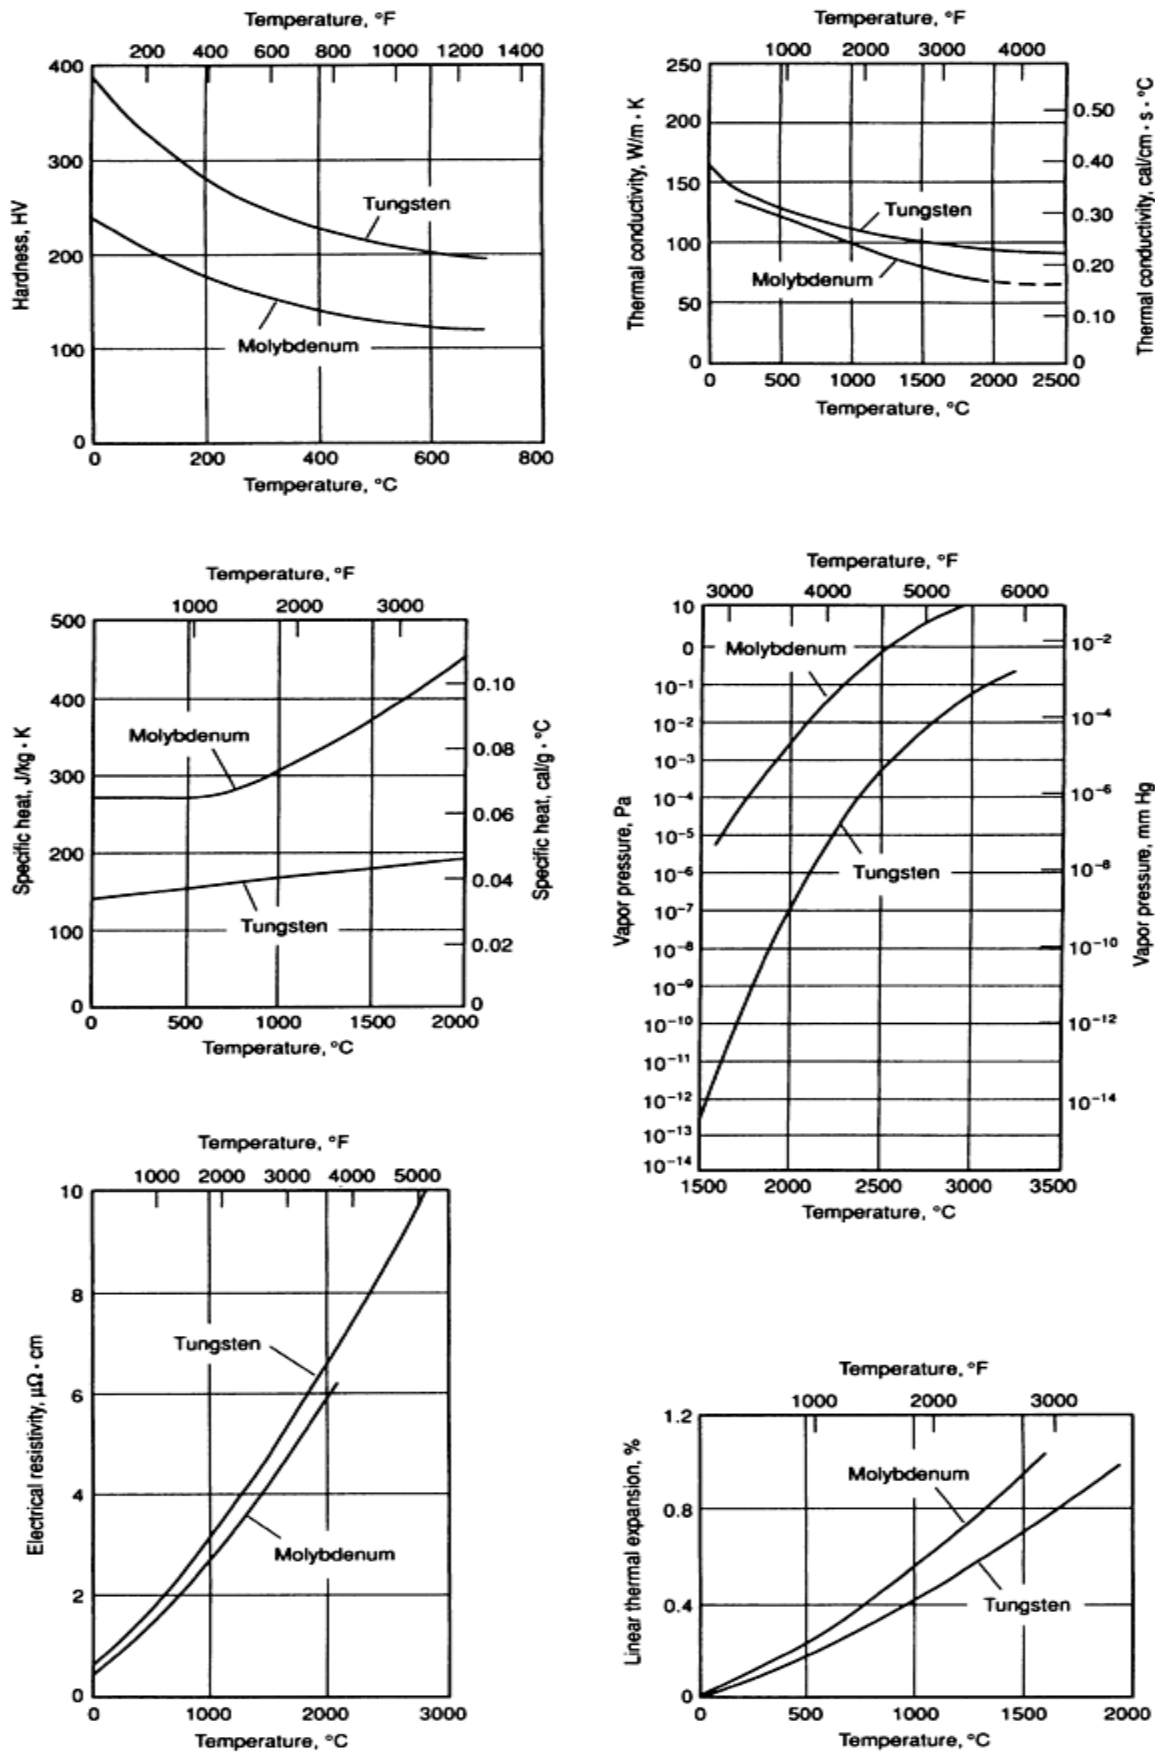 Temperature, °F
200 400 600 800 1000 1200 1400
400
300
200
100
0
Hardness, HV
Tungsten
Molybdenum
0 200 400 600 800
Temperature, °C
Temperature, °F
1000 2000 3000 4000
250
200
150
100
50
0
Thermal conductivity, W/m · K
0.50
0.40
0.30
0.20
0.10
0
Thermal conductivity, cal/cm · s · °C
Tungsten
Molybdenum
0 500 1000 1500 2000 2500
Temperature, °C
Temperature, °F
1000 2000 3000
500
400
300
200
100
0
Specific heat, J/kg · K
0.10
0.08
0.06
0.04
0.02
0
Specific heat, cal/g · °C
Molybdenum
Tungsten
0 500 1000 1500 2000
Temperature, °C
Temperature, °F
3000 4000 5000 6000
10
0
10⁻¹
10⁻²
10⁻³
10⁻⁴
10⁻⁵
10⁻⁶
10⁻⁷
10⁻⁸
10⁻⁹
10⁻¹⁰
10⁻¹¹
10⁻¹²
10⁻¹³
10⁻¹⁴
Vapor pressure, Pa
10⁻²
10⁻⁴
10⁻⁶
10⁻⁸
10⁻¹⁰
10⁻¹²
10⁻¹⁴
Vapor pressure, mm Hg
Molybdenum
Tungsten
1500 2000 2500 3000 3500
Temperature, °C
Temperature, °F
1000 2000 3000 4000 5000
10
8
6
4
2
0
Electrical resistivity, μΩ · cm
Tungsten
Molybdenum
0 1000 2000 3000
Temperature, °C
Temperature, °F
1000 2000 3000
1.2
0.8
0.4
0
Linear thermal expansion, %
Molybdenum
Tungsten
0 500 1000 1500 2000
Temperature, °C